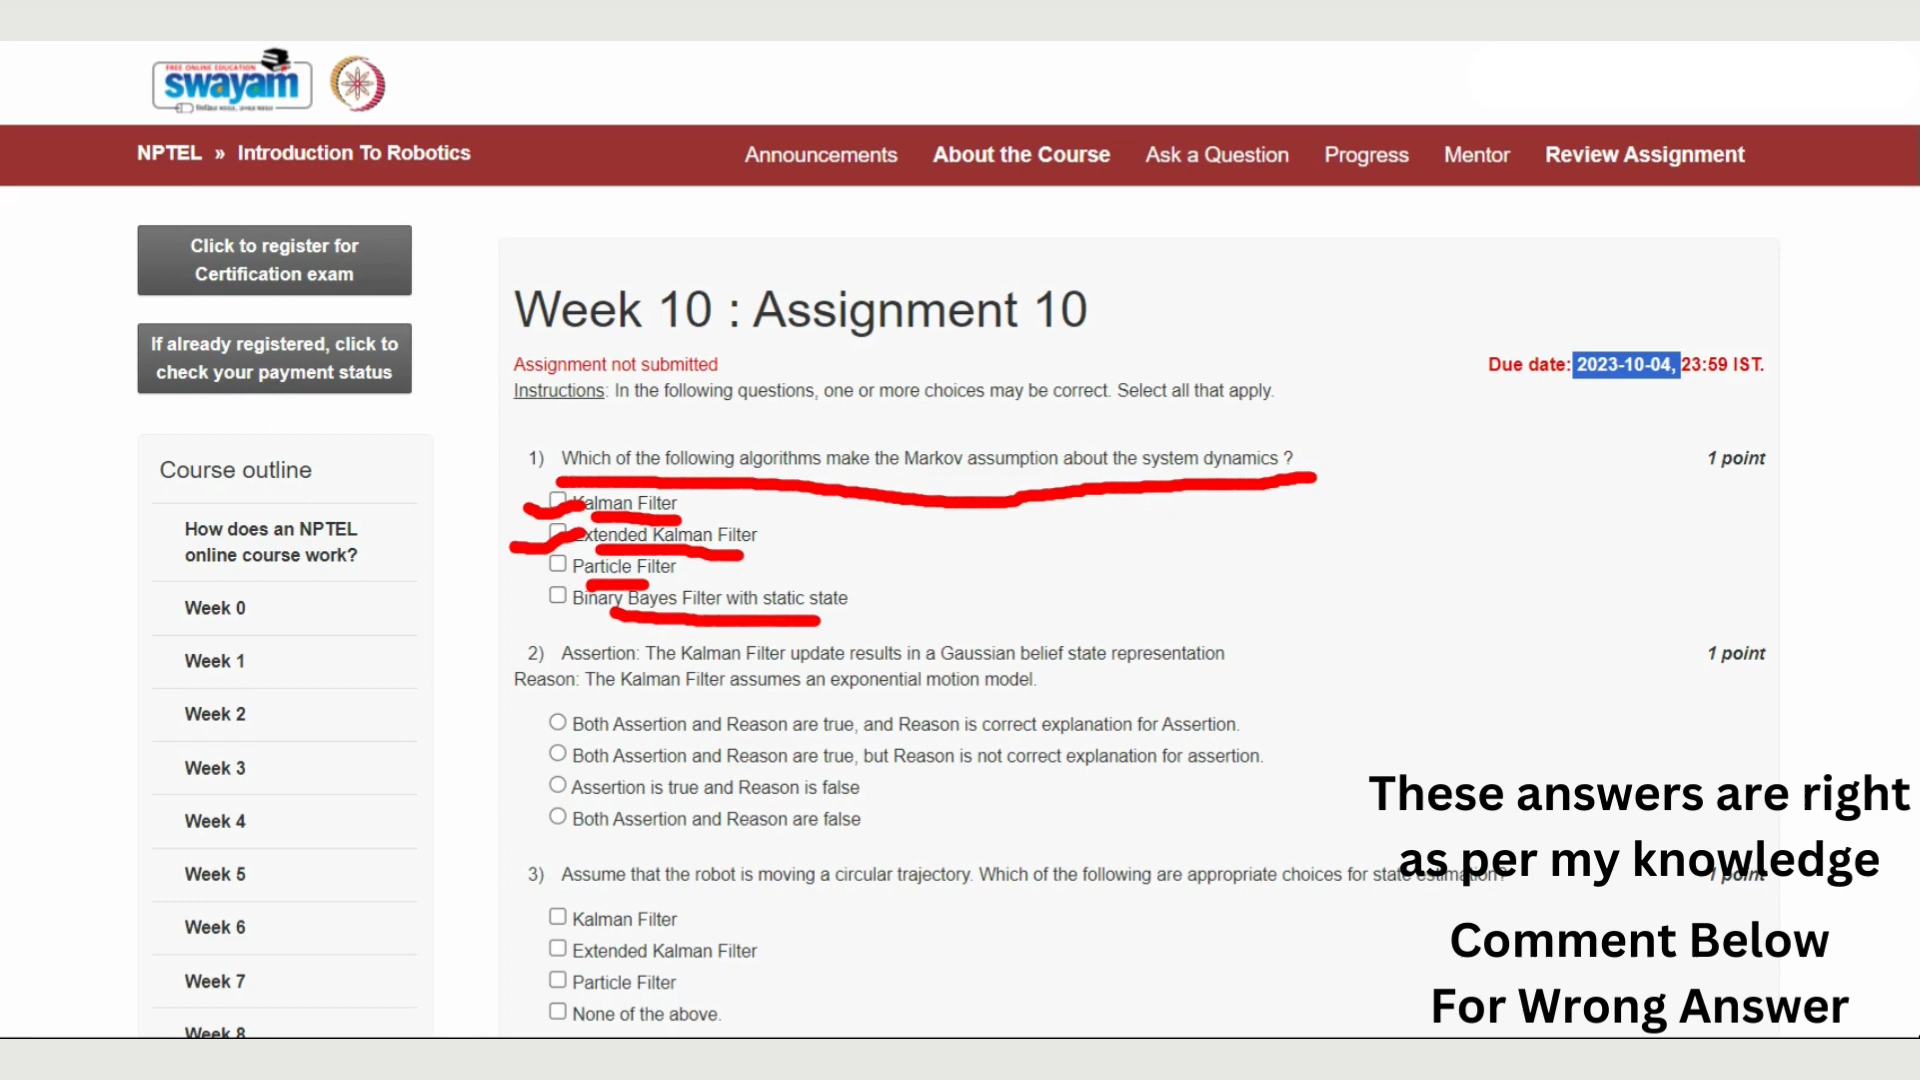 FREE ONLINE EDUCATION
swayam
NPTEL » Introduction To Robotics
Announcements About the Course Ask a Question Progress Mentor Review Assignment
Click to register for
Certification exam
If already registered, click to
check your payment status
Course outline
How does an NPTEL
online course work?
Week 0
Week 1
Week 2
Week 3
Week 4
Week 5
Week 6
Week 7
Week 8
Week 10 : Assignment 10
Assignment not submitted
Due date: 2023-10-04, 23:59 IST.
Instructions: In the following questions, one or more choices may be correct. Select all that apply.
1) Which of the following algorithms make the Markov assumption about the system dynamics ? 1 point
Kalman Filter
Extended Kalman Filter
Particle Filter
Binary Bayes Filter with static state
2) Assertion: The Kalman Filter update results in a Gaussian belief state representation 1 point
Reason: The Kalman Filter assumes an exponential motion model.
Both Assertion and Reason are true, and Reason is correct explanation for Assertion.
Both Assertion and Reason are true, but Reason is not correct explanation for assertion.
Assertion is true and Reason is false
Both Assertion and Reason are false
3) Assume that the robot is moving a circular trajectory. Which of the following are appropriate choices for state estimation? 1 point
Kalman Filter
Extended Kalman Filter
Particle Filter
None of the above.
These answers are right
as per my knowledge
Comment Below
For Wrong Answer